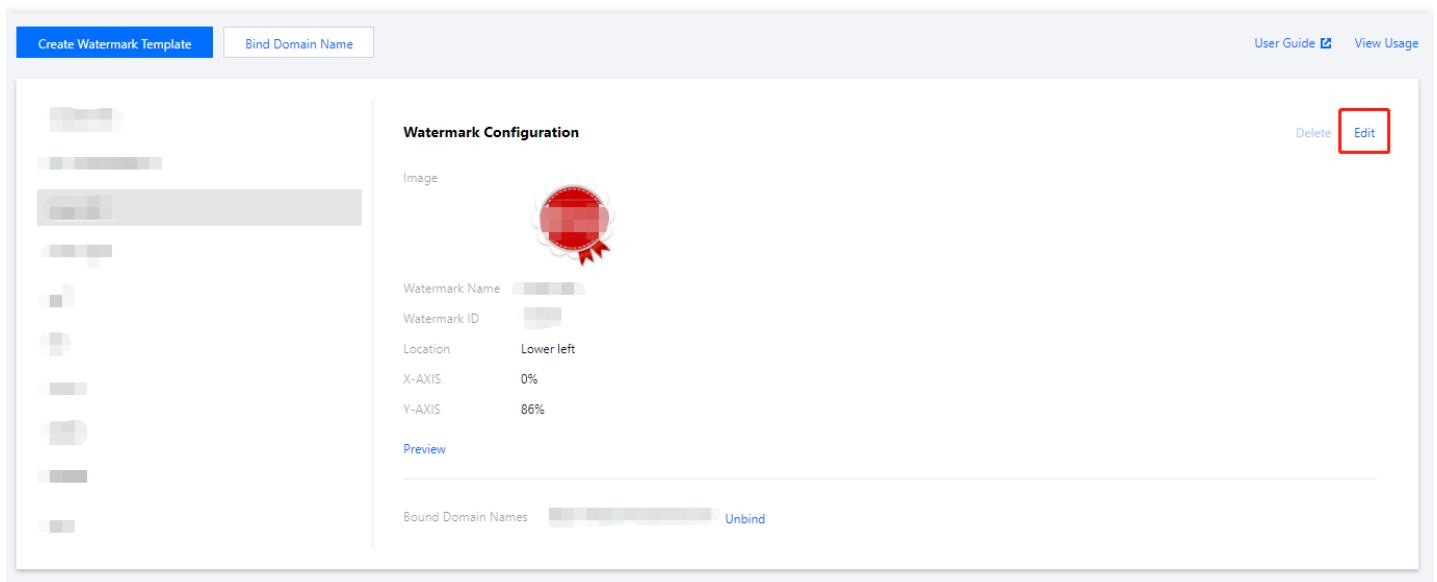 Create Watermark Template Bind Domain Name User Guide View Usage
Watermark Configuration Delete Edit
Image
Watermark Name
Watermark ID
Location Lower left
X-AXIS 0%
Y-AXIS 86%
Preview
Bound Domain Names Unbind